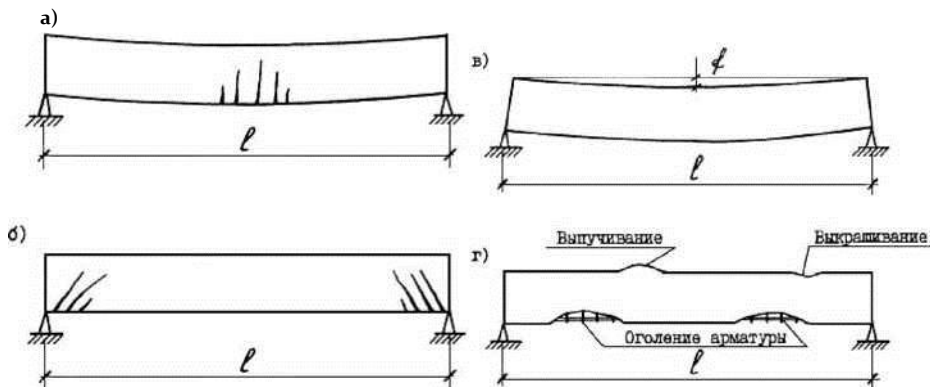 а)
l
в)
f
l
б)
l
г)
Выпучивание
Выкрашивание
Оголение арматуры
l